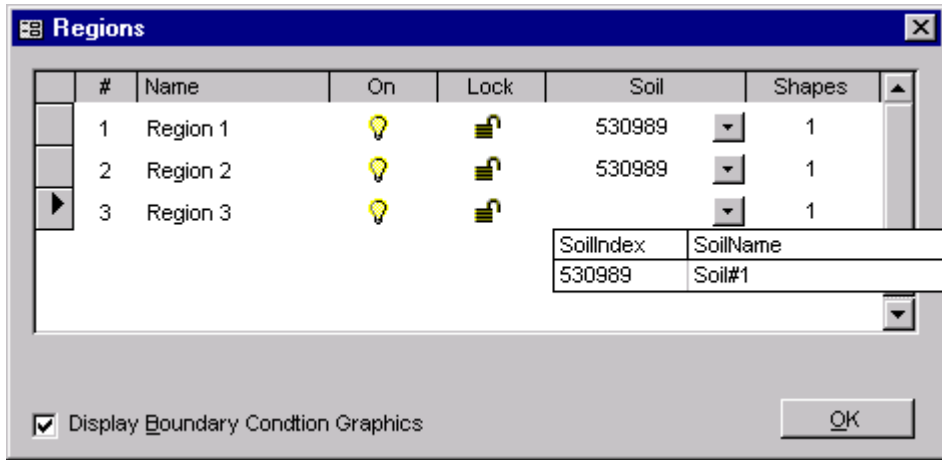 Regions
# Name On Lock Soil Shapes
1 Region 1 530989 1
2 Region 2 530989 1
3 Region 3 1
SoilIndex SoilName
530989 Soil#1
Display Boundary Condtion Graphics
OK